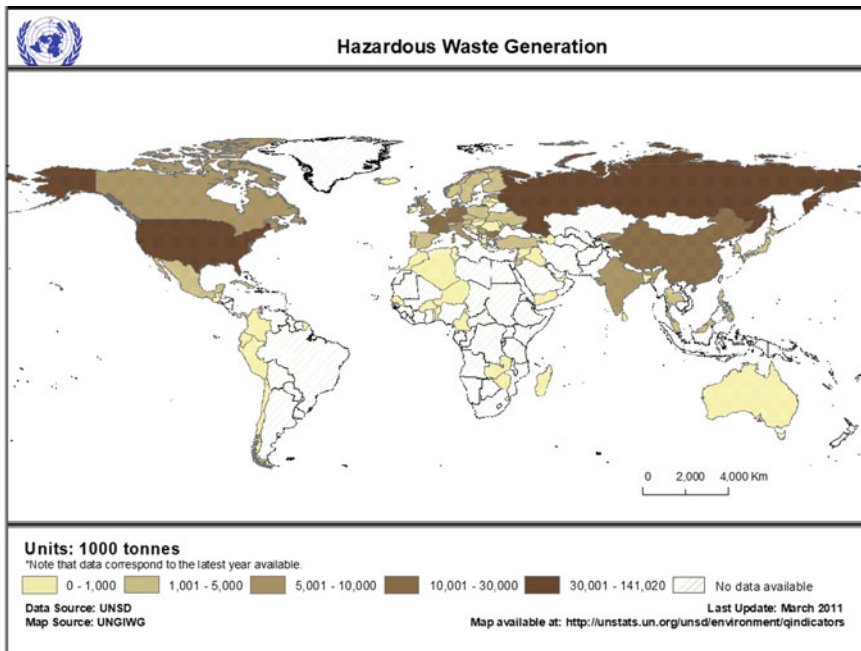 Hazardous Waste Generation
0 2,000 4,000 Km
Units: 1000 tonnes
*Note that data correspond to the latest year available.
0 - 1,000 1,001 - 5,000 5,001 - 10,000 10,001 - 30,000 30,001 - 141,020 No data available
Data Source: UNSD Last Update: March 2011
Map Source: UNGIWG Map available at: http://unstats.un.org/unsd/environment/qindicators